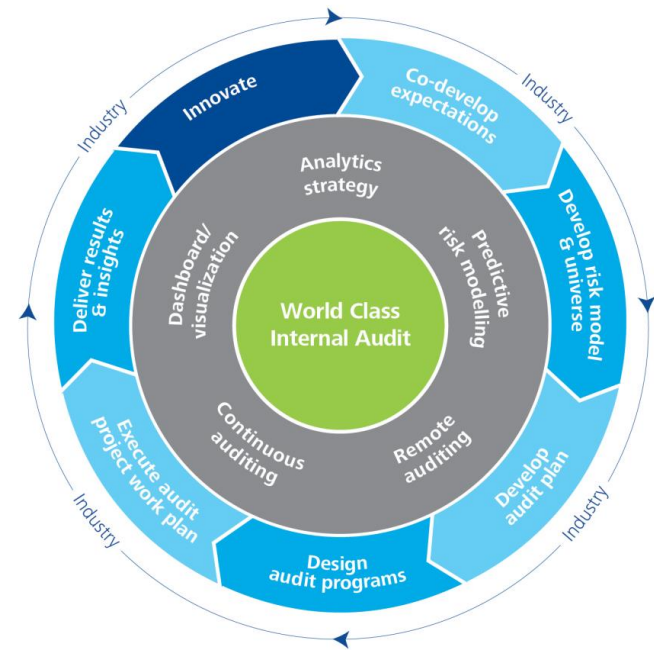 Industry
Industry
Innovate
Co-develop
expectations
Develop risk model
& universe
Develop
audit plan
Design
audit programs
Execute audit
project work plan
Deliver results
& insights
Analytics
strategy
Predictive
risk modelling
Remote
auditing
Continuous
auditing
Dashboard/
visualization
World Class
Internal Audit
Industry
Industry